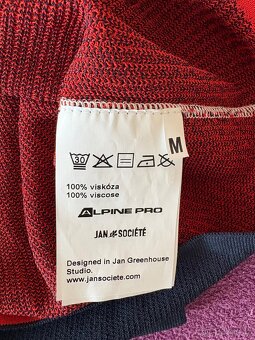 M
30
100% viskóza
100% viscose
ALPINE PRO
JAN SOCIÉTÉ
Designed in Jan Greenhouse
Studio.
www.jansociete.com